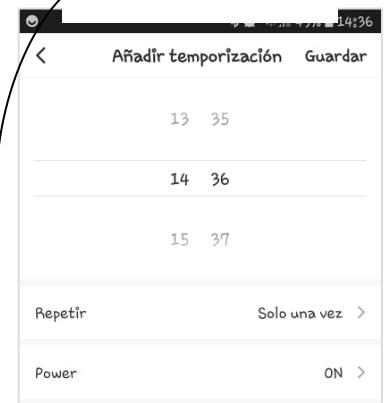 14:36
Añadir temporización Guardar
13 35
14 36
15 37
Repetir Solo una vez
Power ON